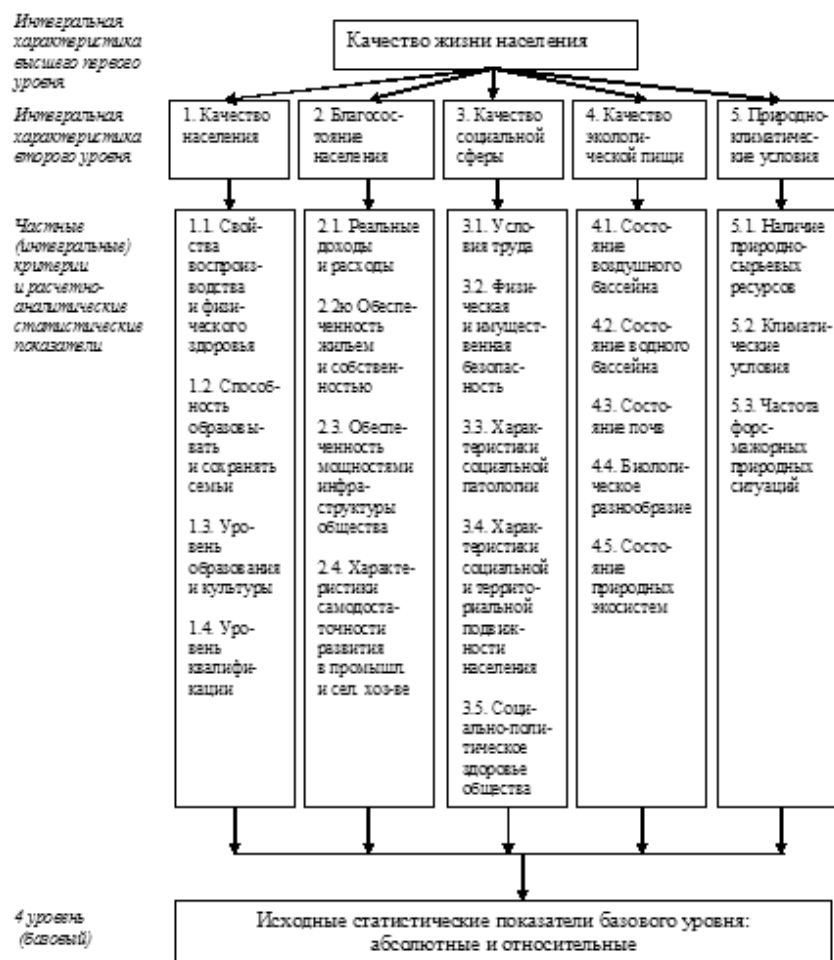 Интегральная
характеристика
высшего первого
уровня
Качество жизни населения
Интегральная
характеристика
второго уровня
1. Качество
населения
2. Благосос-
тояние
населения
3. Качество
социальной
сферы
4. Качество
экологи-
ческой пищи
5. Природно-
климатичес-
кие условия
Частные
(интегральные)
критерии
и расчетно-
аналитические
статистические
показатели
1.1. Свой-
ства
воспроиз-
водства
и физи-
ческого
здоровья
1.2. Способ-
ность
образовы-
вать
и сохранять
семьи
1.3. Уро-
вень
образования
и культуры
1.4. Уро-
вень
квалифи-
кации
2.1. Реальные
доходы
и расходы
2.2ю Обеспе-
ченность
жильем
и собствен-
ностью
2.3. Обеспе-
ченность
мощностями
инфра-
структуры
общества
2.4. Характе-
ристики
самодоста-
точности
развития
в промышл.
и сел. хоз-ве
3.1. Усло-
вия труда
3.2. Физи-
ческая
и имущест-
венная
безопас-
ность
3.3. Харак-
теристики
социальной
патологии
3.4. Харак-
теристики
социальной
и террито-
риальной
подвиж-
ности
населения
3.5. Соци-
ально-поли-
тическое
здоровье
общества
4.1. Состо-
яние
воздушного
бассейна
4.2. Состо-
яние водного
бассейна
4.3. Состо-
яние почв
4.4. Биологи-
ческое
разнообразие
4.5. Состо-
яние
природных
экосистем
5.1. Наличие
природно-
сырьевых
ресурсов
5.2. Климати-
ческие
условия
5.3. Частота
форс-
мажорных
природных
ситуаций
4 уровень
(базовый)
Исходные статистические показатели базового уровня:
абсолютные и относительные